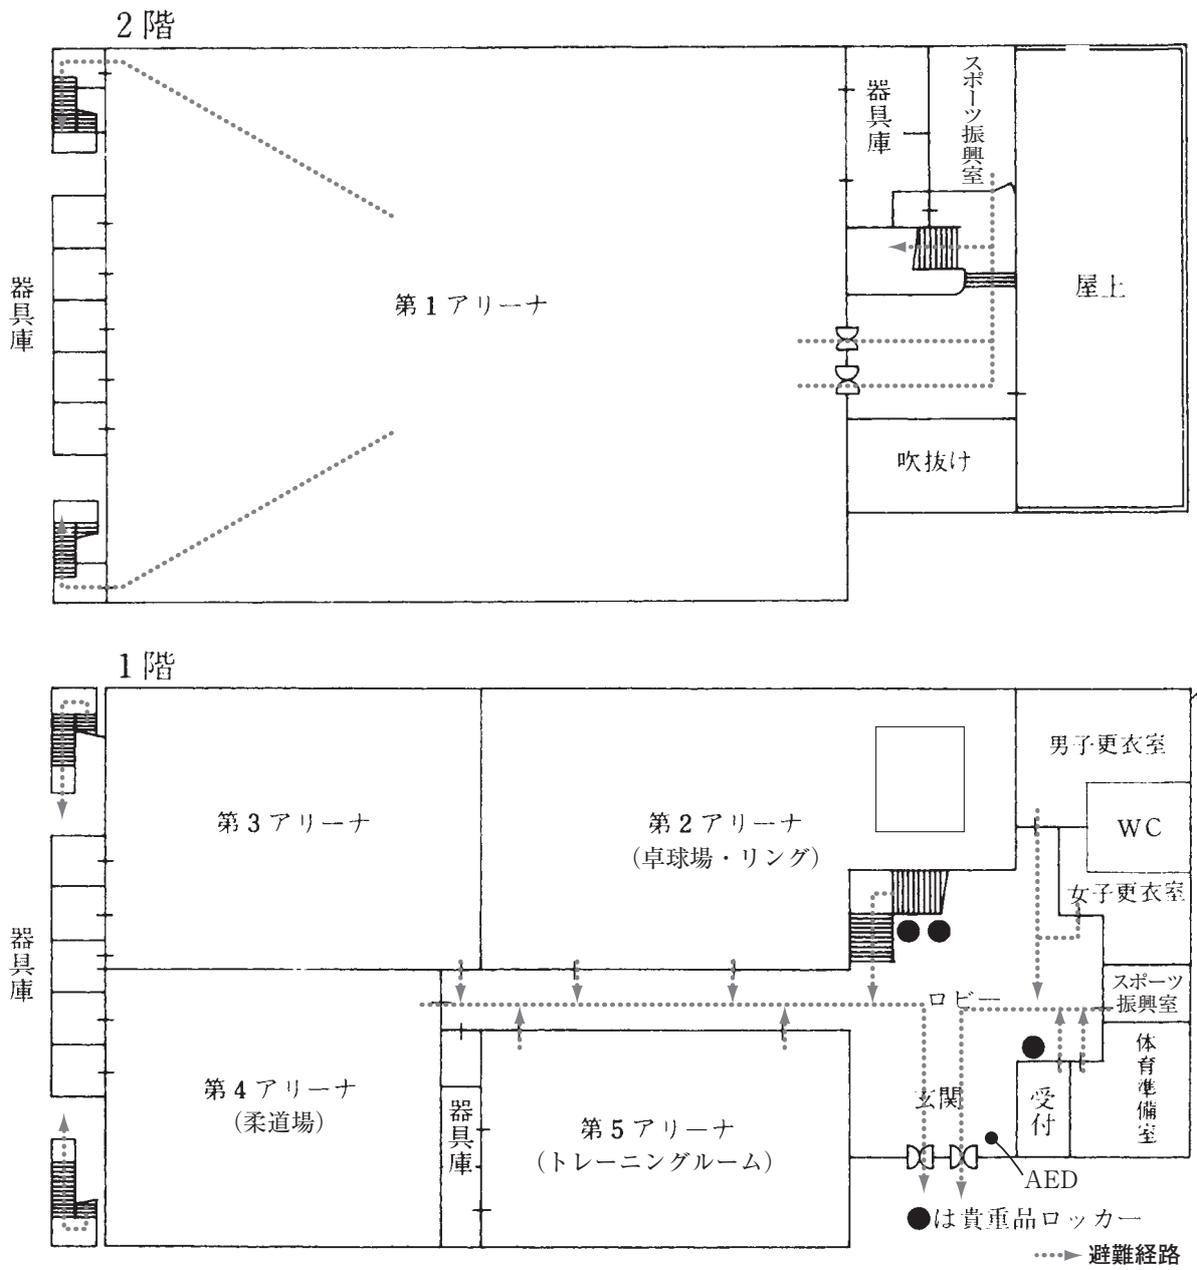 2階
器具庫
スポーツ振興室
器具庫
第1アリーナ
屋上
吹抜け
1階
男子更衣室
第3アリーナ
第2アリーナ
(卓球場・リング)
WC
女子更衣室
器具庫
ロビー
スポーツ
振興室
第4アリーナ
(柔道場)
器具庫
第5アリーナ
(トレーニングルーム)
玄関
受付
体育準備室
AED
●は貴重品ロッカー
避難経路